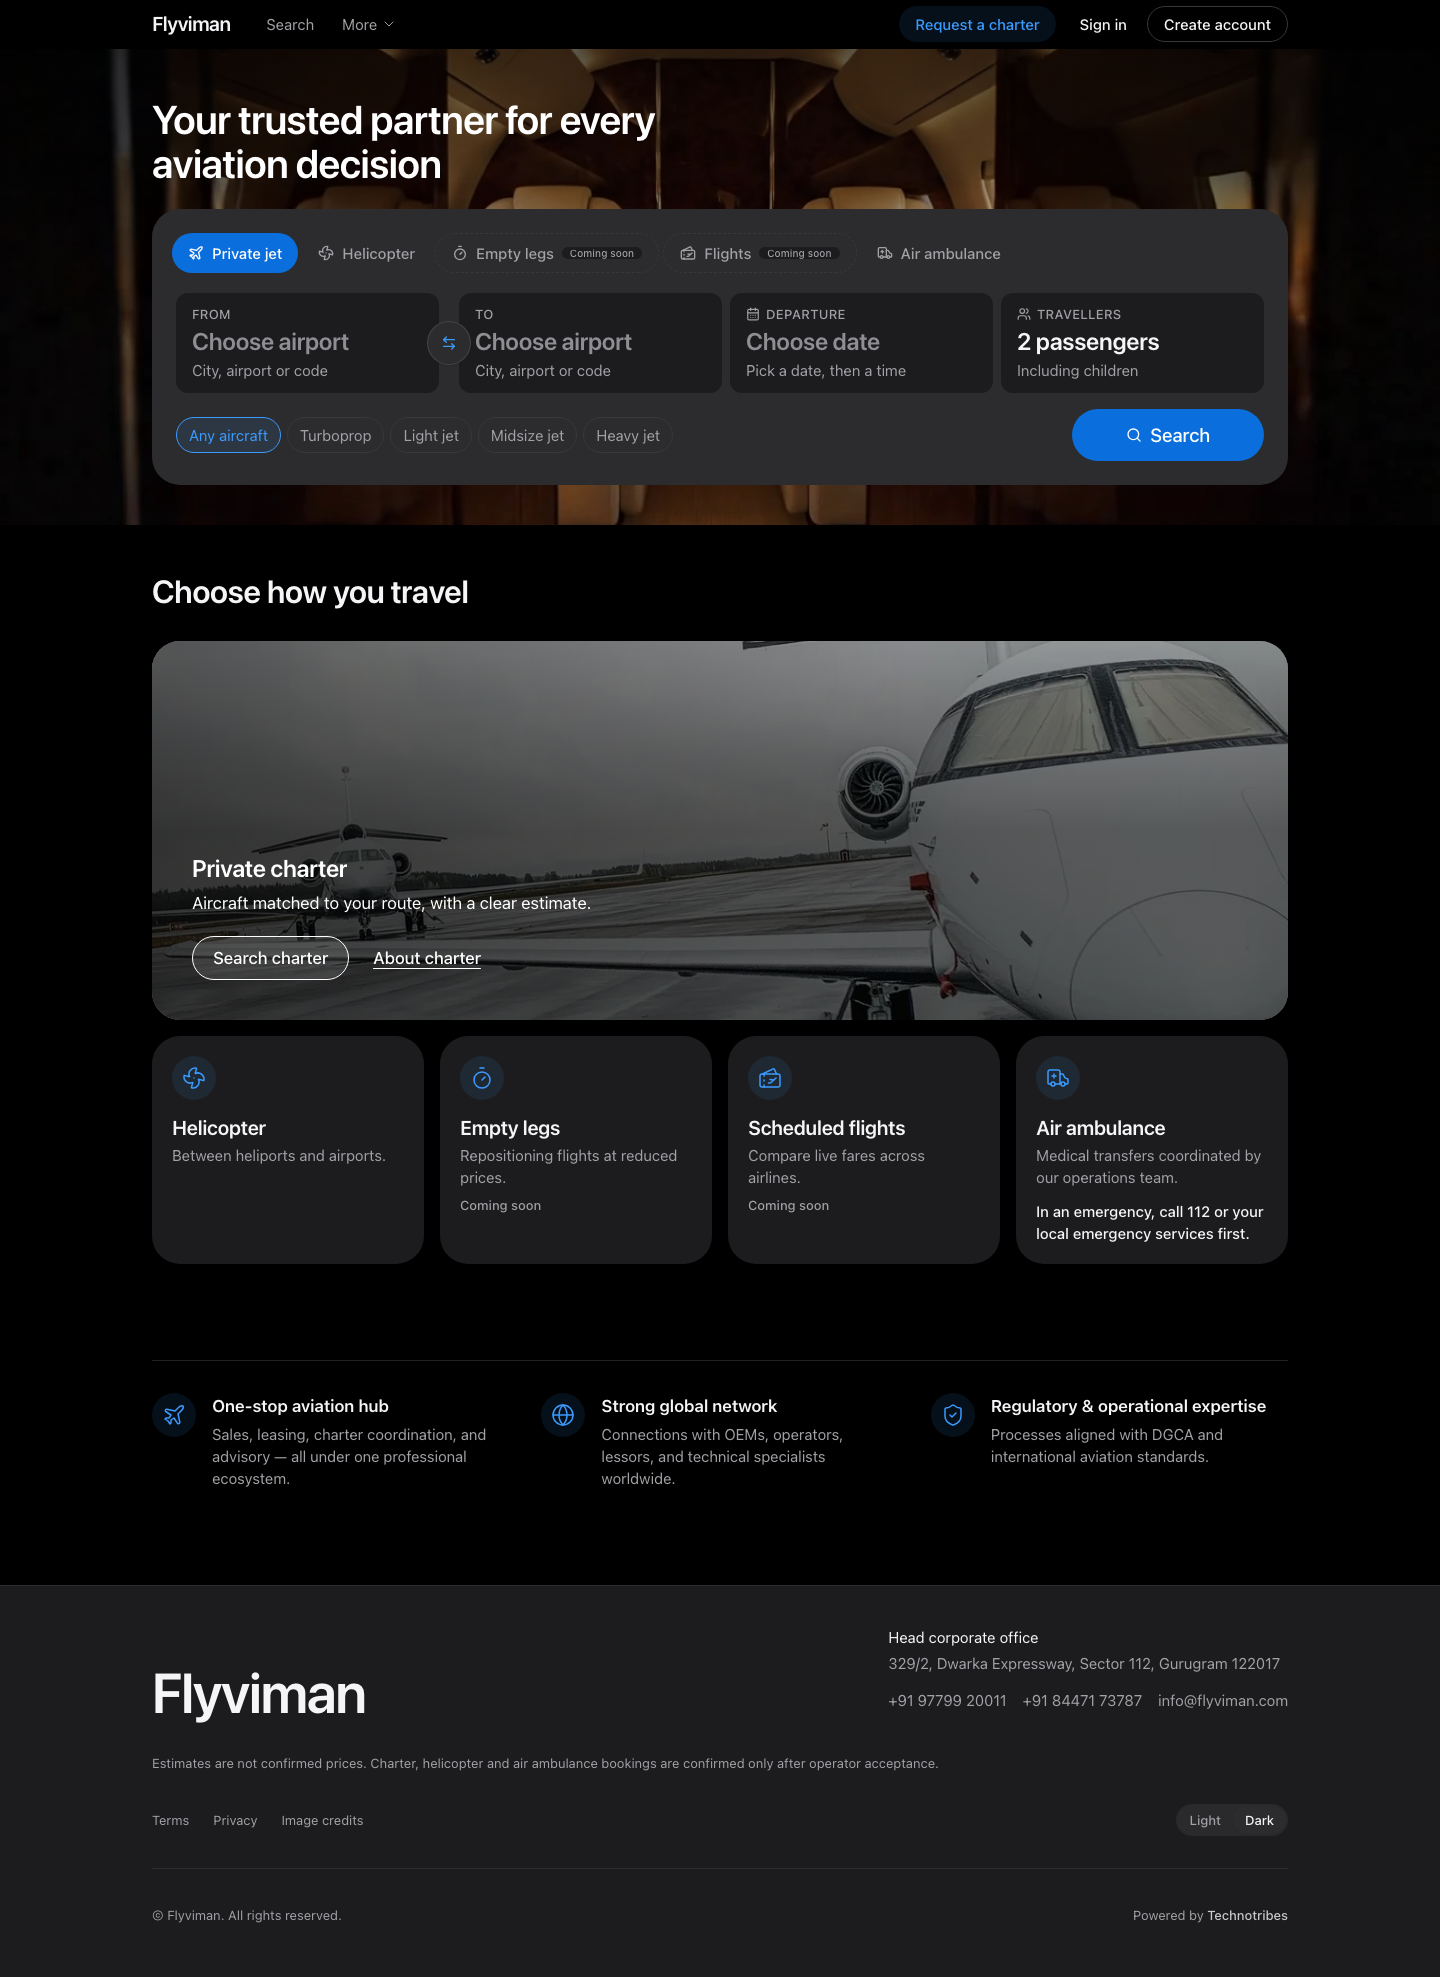 Flyviman
Search
More
Request a charter
Sign in
Create account
Your trusted partner for every
aviation decision
Private jet
Helicopter
Empty legs
Coming soon
Flights
Coming soon
Air ambulance
FROM
Choose airport
City, airport or code
TO
Choose airport
City, airport or code
DEPARTURE
Choose date
Pick a date, then a time
TRAVELLERS
2 passengers
Including children
Any aircraft
Turboprop
Light jet
Midsize jet
Heavy jet
Search
Choose how you travel
Private charter
Aircraft matched to your route, with a clear estimate.
Search charter
About charter
Helicopter
Between heliports and airports.
Empty legs
Repositioning flights at reduced
prices.
Coming soon
Scheduled flights
Compare live fares across
airlines.
Coming soon
Air ambulance
Medical transfers coordinated by
our operations team.
In an emergency, call 112 or your
local emergency services first.
One-stop aviation hub
Sales, leasing, charter coordination, and
advisory — all under one professional
ecosystem.
Strong global network
Connections with OEMs, operators,
lessors, and technical specialists
worldwide.
Regulatory & operational expertise
Processes aligned with DGCA and
international aviation standards.
Flyviman
Head corporate office
329/2, Dwarka Expressway, Sector 112, Gurugram 122017
+91 97799 20011
+91 84471 73787
info@flyviman.com
Estimates are not confirmed prices. Charter, helicopter and air ambulance bookings are confirmed only after operator acceptance.
Terms
Privacy
Image credits
Light
Dark
© Flyviman. All rights reserved.
Powered by Technotribes